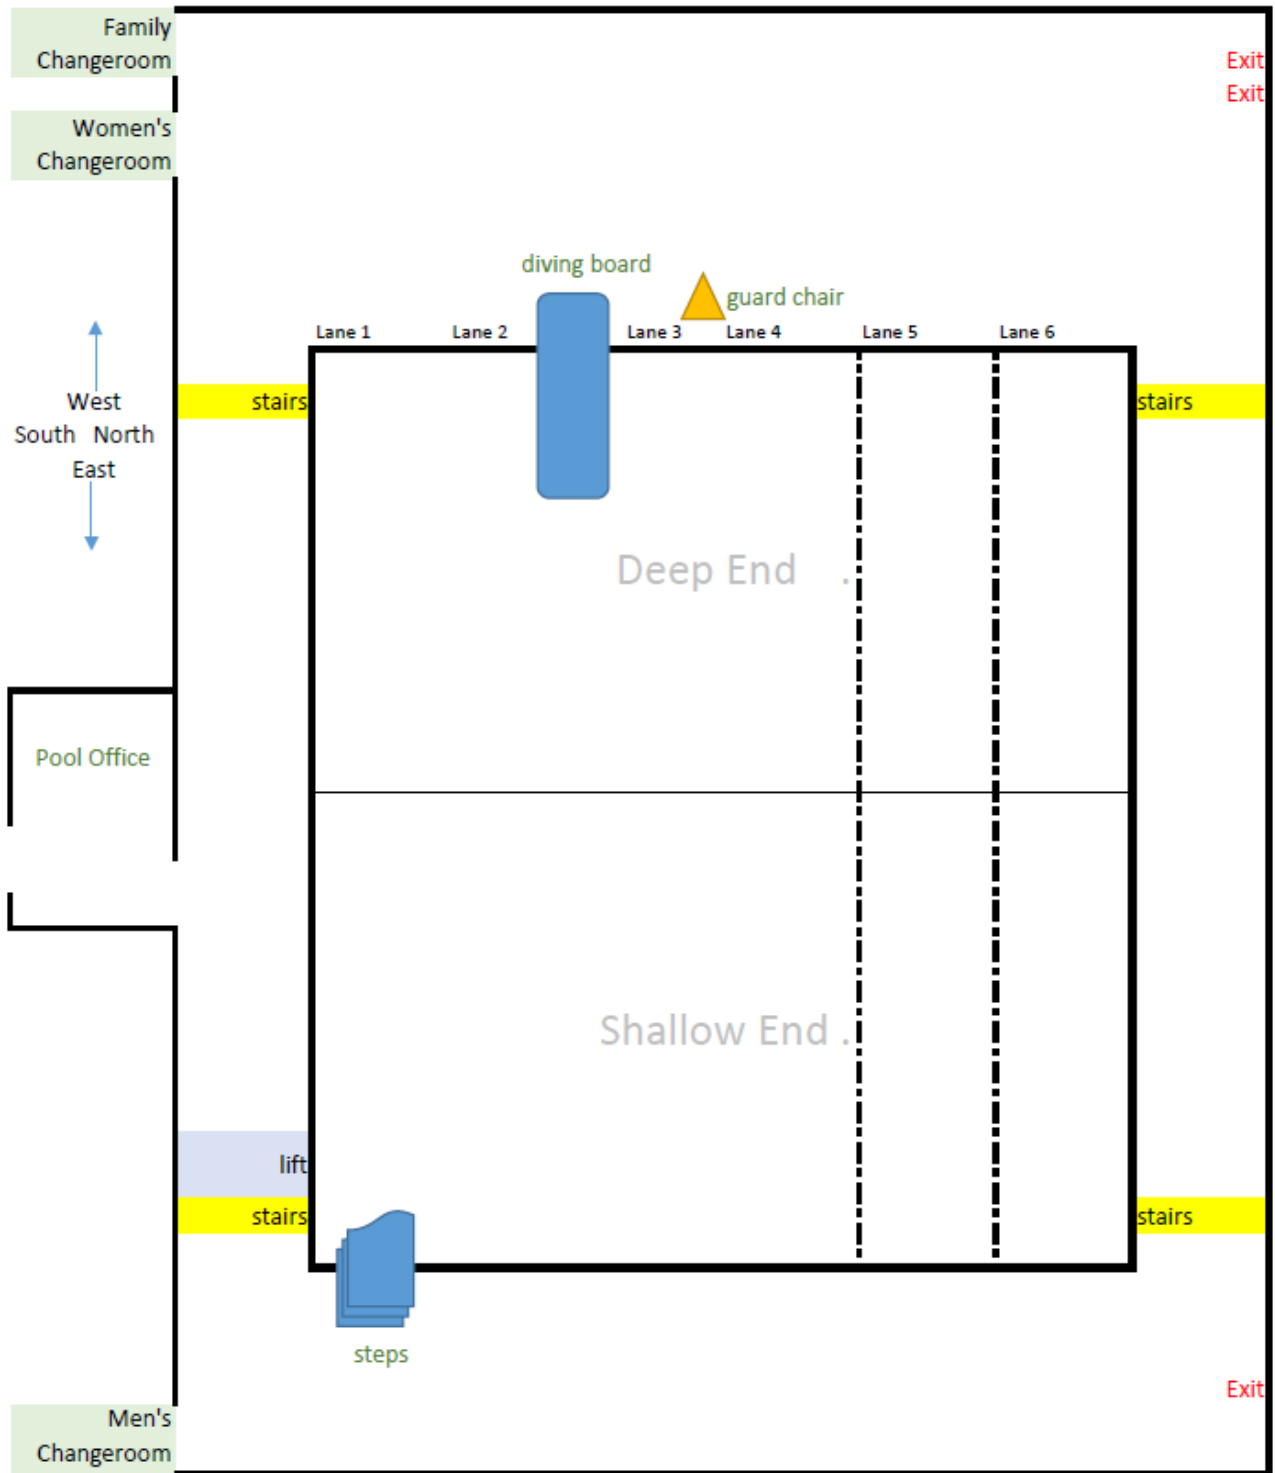 Family
Changeroom
Exit
Exit
Women's
Changeroom
diving board
guard chair
Lane 1 Lane 2 Lane 3 Lane 4 Lane 5 Lane 6
West
South North
East
stairs
stairs
Deep End .
Pool Office
Shallow End .
lift
stairs
stairs
steps
Exit
Men's
Changeroom